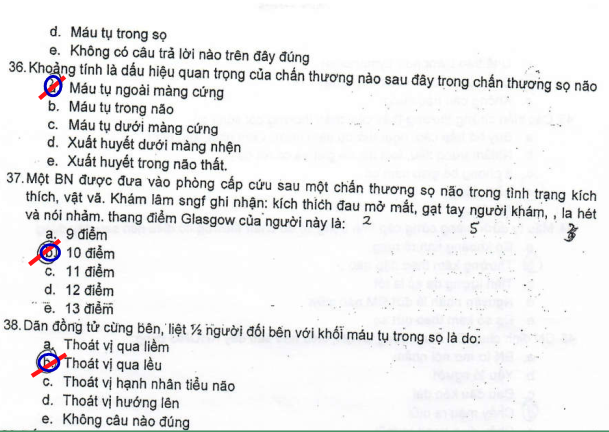 d. Máu tụ trong sọ
e. Không có câu trả lời nào trên đây đúng
36. Khoảng tính là dấu hiệu quan trọng của chấn thương nào sau đây trong chấn thương sọ não
a. Máu tụ ngoài màng cứng
b. Máu tụ trong não
c. Máu tụ dưới màng cứng
d. Xuất huyết dưới màng nhện
e. Xuất huyết trong não thất.
37. Một BN được đưa vào phòng cấp cứu sau một chấn thương sọ não trong tình trạng kích
thích, vật vã. Khám lâm sngf ghi nhận: kích thích đau mở mắt, gạt tay người khám, , la hét
và nói nhảm. thang điểm Glasgow của người này là: 2 5
a. 9 điểm
b. 10 điểm
c. 11 điểm
d. 12 điểm
e. 13 điểm
38. Dãn đồng tử cùng bên, liệt ½ người đối bên với khối máu tụ trong sọ là do:
a. Thoát vị qua liềm
b. Thoát vị qua lều
c. Thoát vị hạnh nhân tiểu não
d. Thoát vị hướng lên
e. Không câu nào đúng